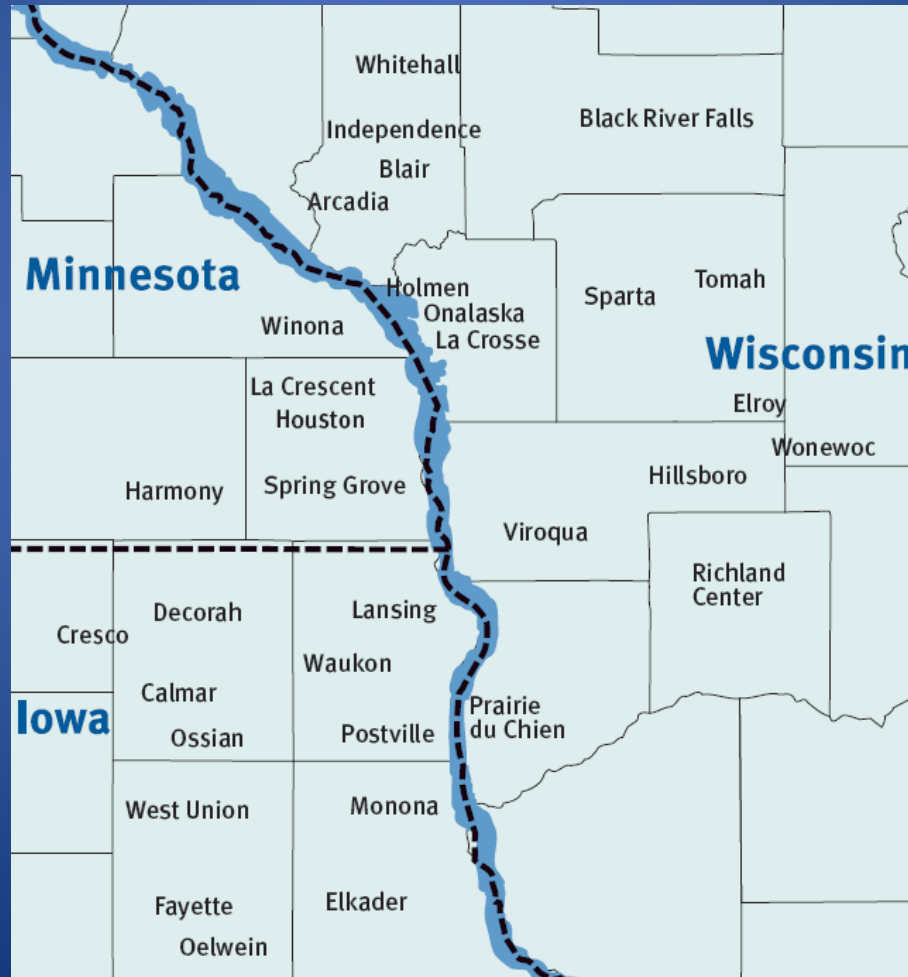 Whitehall
Black River Falls
Independence
Blair
Arcadia
Minnesota
Holmen
Onalaska
La Crosse
Sparta
Tomah
Winona
Wisconsin
La Crescent
Houston
Elroy
Wonewoc
Hillsboro
Harmony
Spring Grove
Viroqua
Richland
Center
Decorah
Lansing
Cresco
Waukon
Calmar
Iowa
Ossian
Postville
Prairie
du Chien
West Union
Monona
Fayette
Elkader
Oelwein